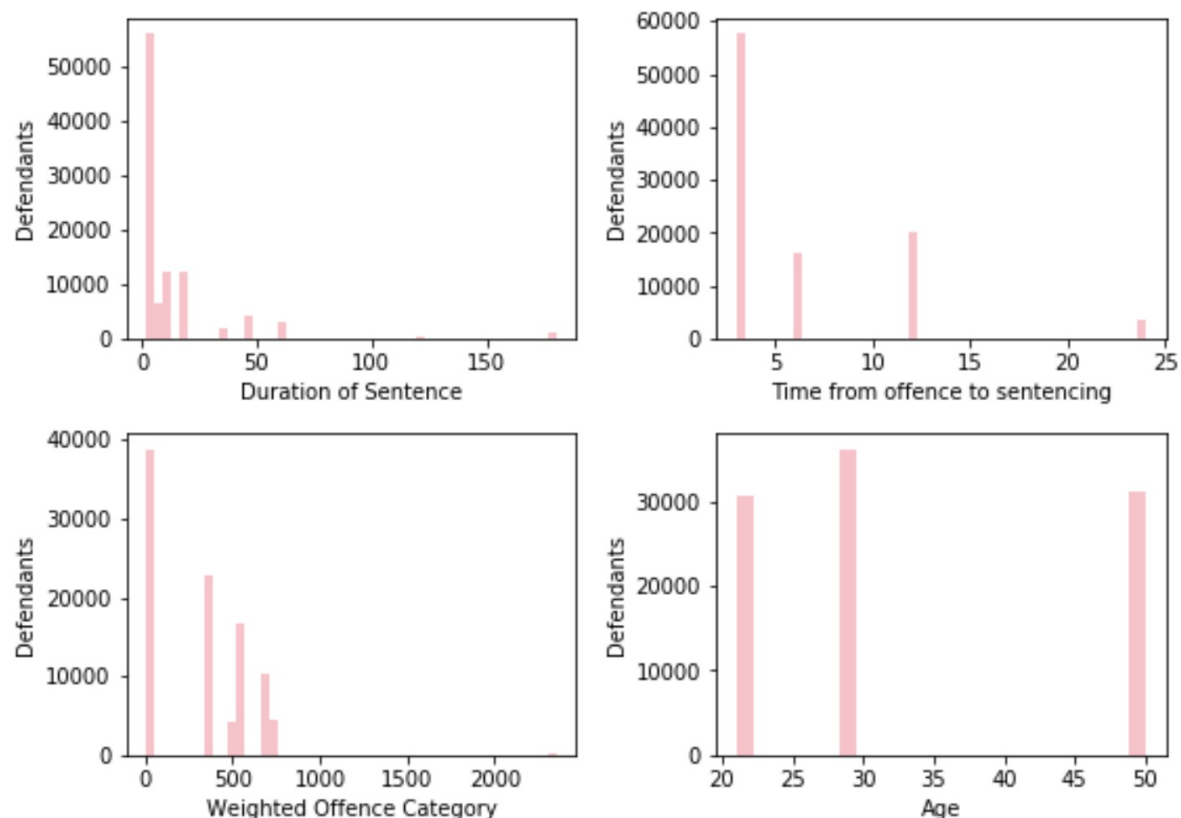 Defendants
50000
40000
30000
20000
10000
0
0 50 100 150
Duration of Sentence
Defendants
60000
50000
40000
30000
20000
10000
0
5 10 15 20 25
Time from offence to sentencing
Defendants
40000
30000
20000
10000
0
0 500 1000 1500 2000
Weighted Offence Category
Defendants
30000
20000
10000
0
20 25 30 35 40 45 50
Age